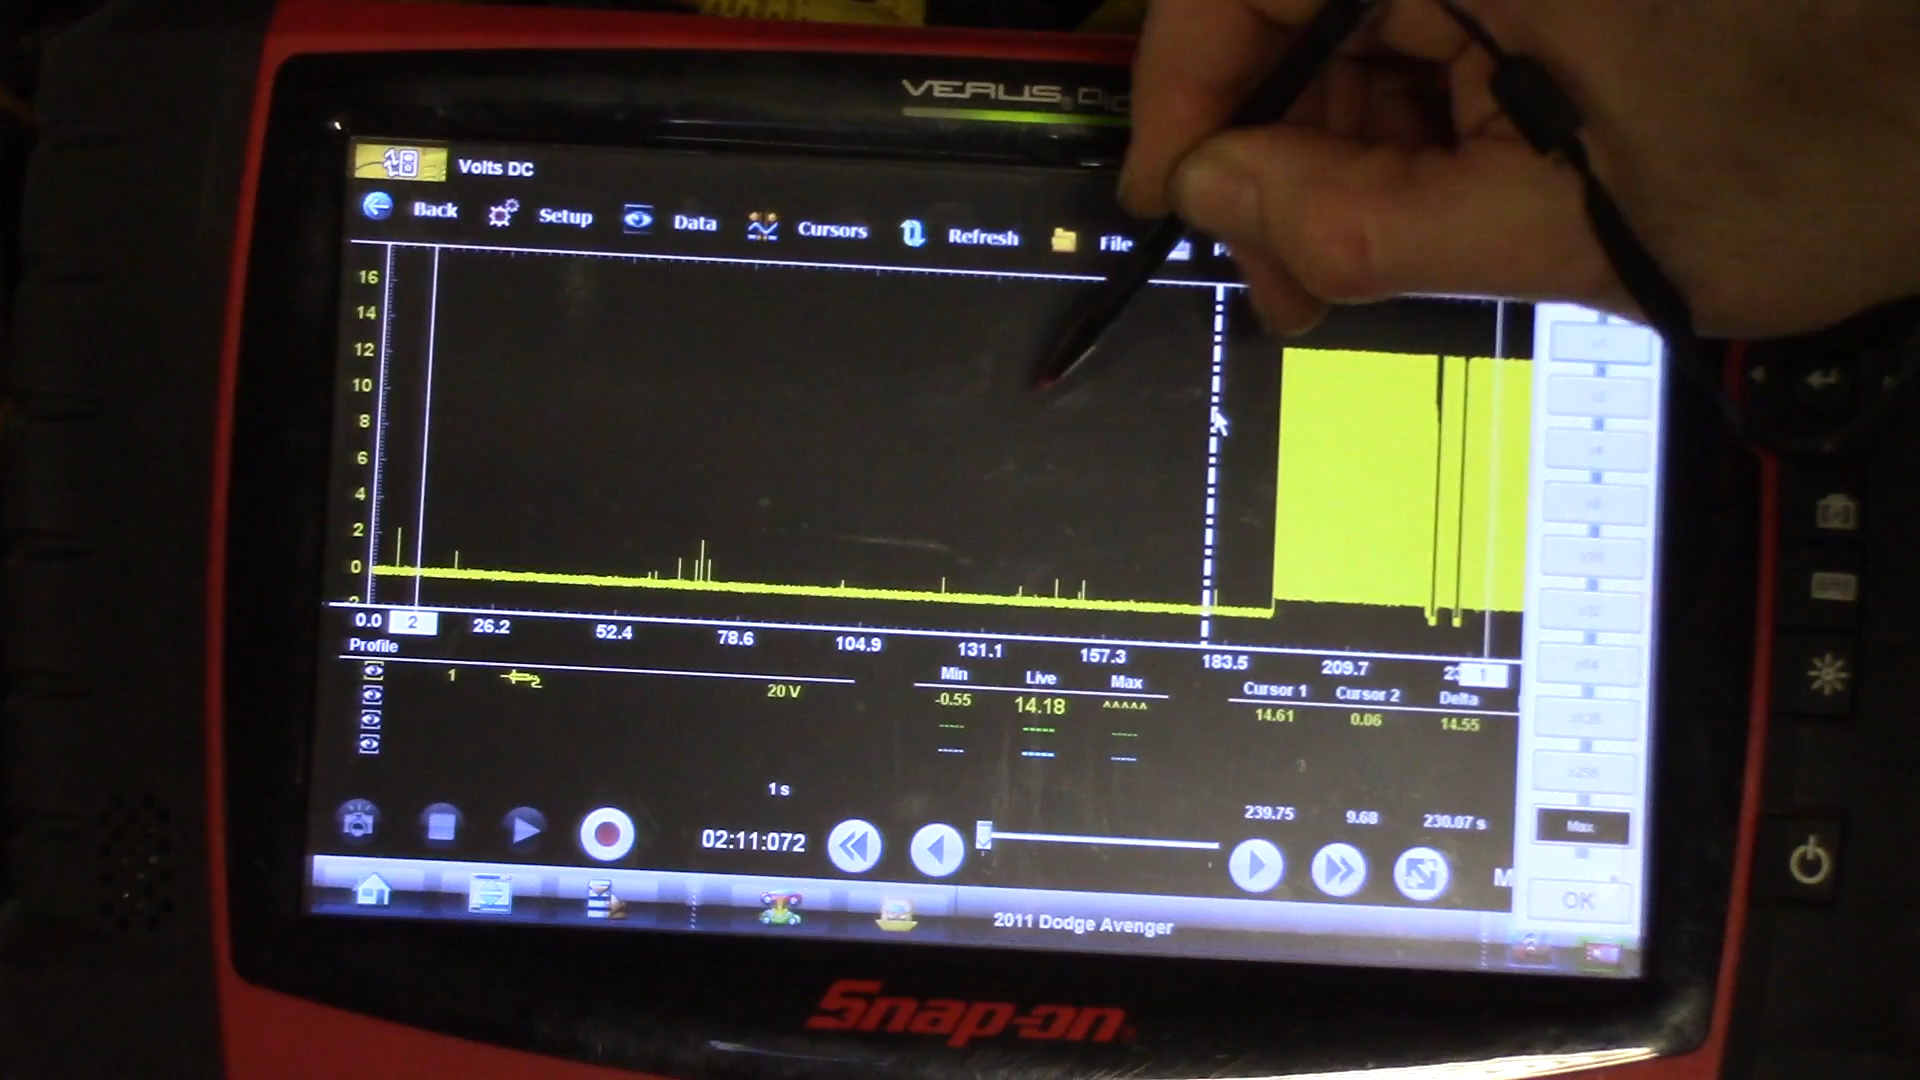 VERUS
Volts DC
Back Setup Data Cursors Refresh File
16
14
12
10
8
6
4
2
0
0.0 2 26.2 52.4 78.6 104.9 131.1 157.3 183.5 209.7 1
Profile Min Live Max Cursor 1 Cursor 2 Delta
1 20 V -0.55 14.18 ^^^^^ 14.61 0.06 14.55
1 s
239.75 9.68 230.07 s
02:11:072
Max
OK
2011 Dodge Avenger
Snap-on